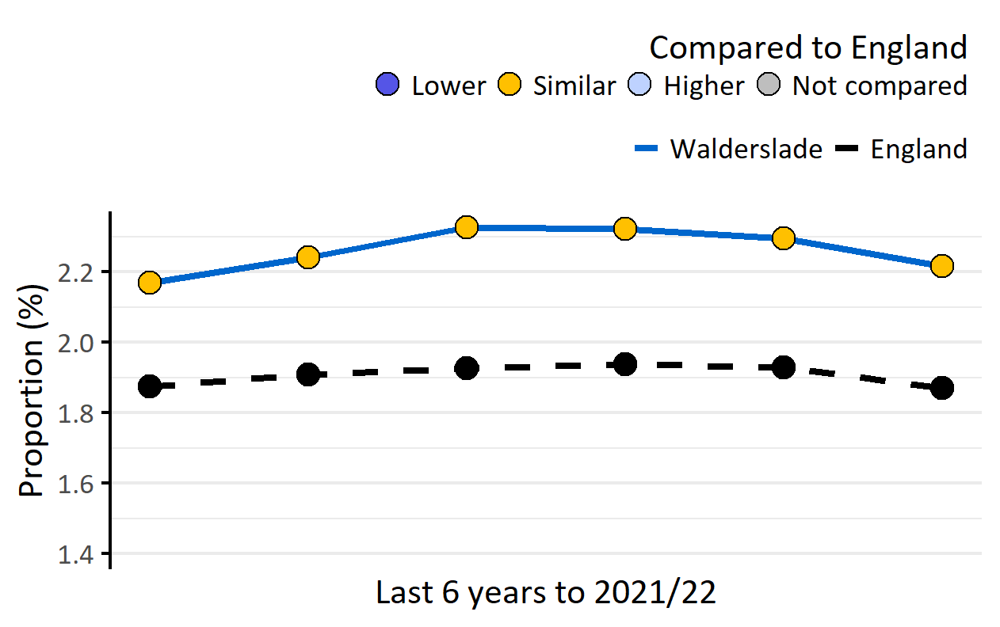 Compared to England
Lower Similar Higher Not compared
Walderslade England
Proportion (%)
2.2
2.0
1.8
1.6
1.4
Last 6 years to 2021/22